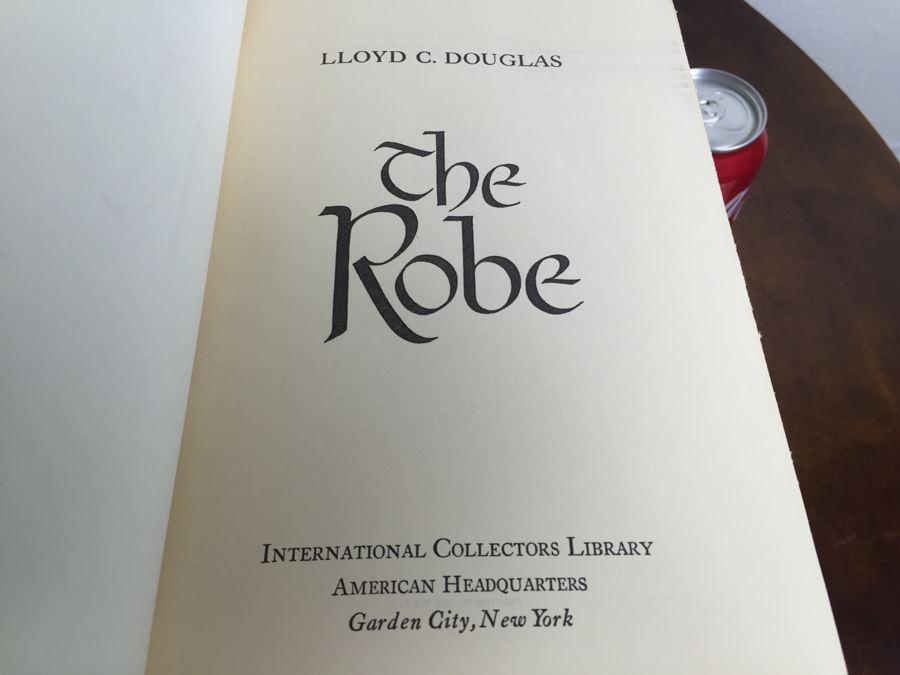 LLOYD C. DOUGLAS
The
Robe
INTERNATIONAL COLLECTORS LIBRARY
AMERICAN HEADQUARTERS
Garden City, New York